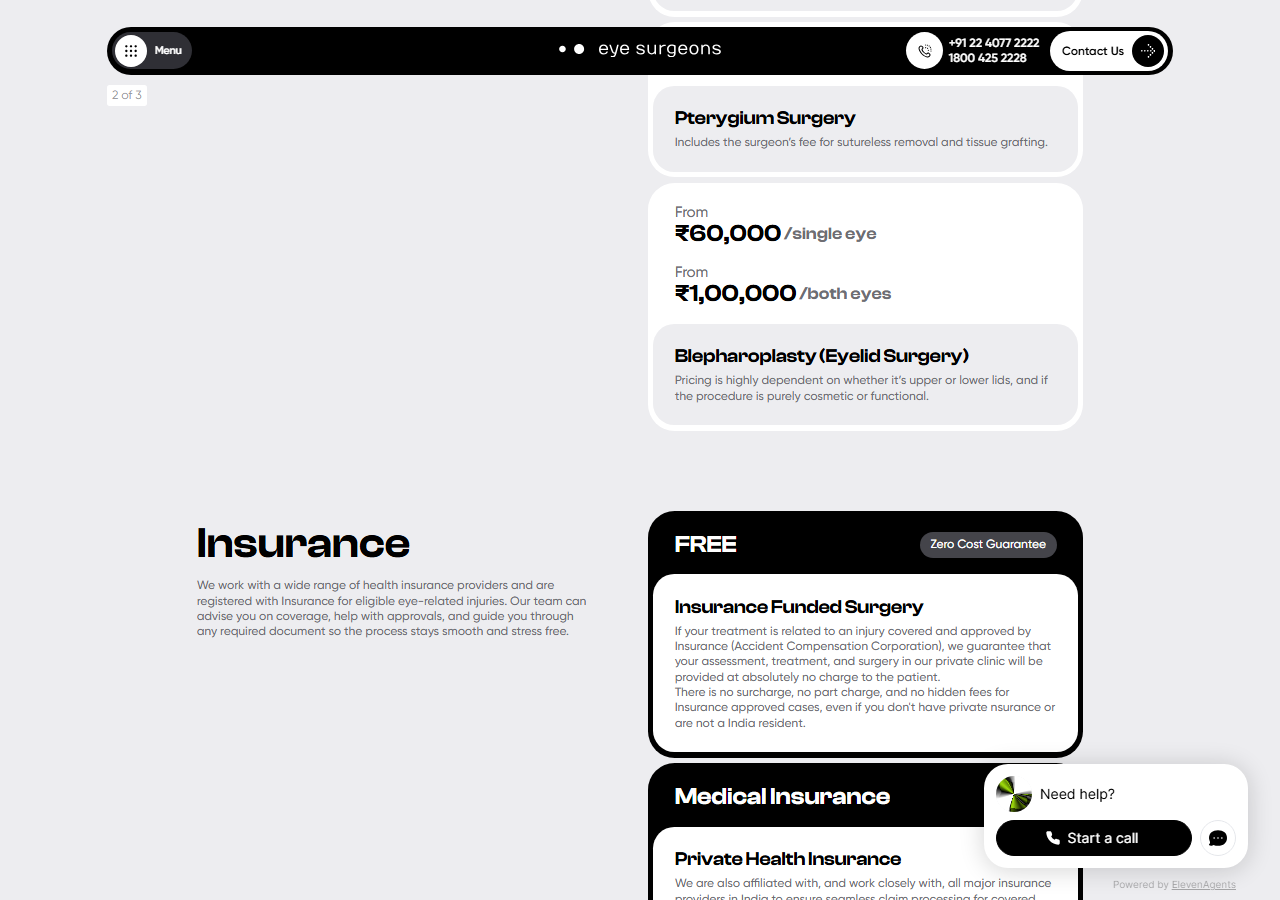 Menu
eye surgeons
+91 22 4077 2222
1800 425 2228
Contact Us
2 of 3
Pterygium Surgery
Includes the surgeon's fee for sutureless removal and tissue grafting.
From
₹60,000 /single eye
From
₹1,00,000 /both eyes
Blepharoplasty (Eyelid Surgery)
Pricing is highly dependent on whether it's upper or lower lids, and if
the procedure is purely cosmetic or functional.
Insurance
We work with a wide range of health insurance providers and are
registered with Insurance for eligible eye-related injuries. Our team can
advise you on coverage, help with approvals, and guide you through
any required document so the process stays smooth and stress free.
FREE
Zero Cost Guarantee
Insurance Funded Surgery
If your treatment is related to an injury covered and approved by
Insurance (Accident Compensation Corporation), we guarantee that
your assessment, treatment, and surgery in our private clinic will be
provided at absolutely no charge to the patient.
There is no surcharge, no part charge, and no hidden fees for
Insurance approved cases, even if you don't have private nsurance or
are not a India resident.
Medical Insurance
Private Health Insurance
We are also affiliated with, and work closely with, all major insurance
providers in India to ensure seamless claim processing for covered
Need help?
Start a call
Powered by ElevenAgents